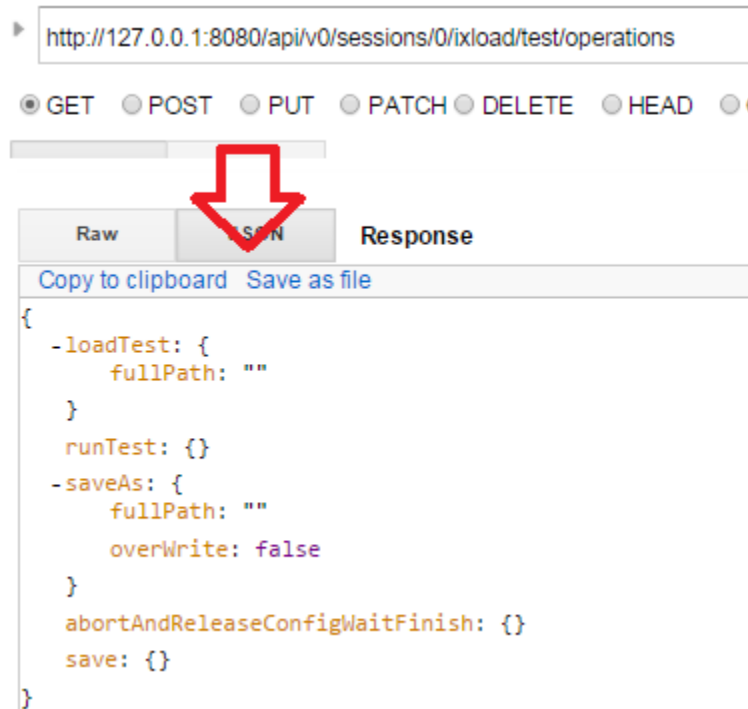 http://127.0.0.1:8080/api/v0/sessions/0/ixload/test/operations
GET POST PUT PATCH DELETE HEAD
Raw JSON Response
Copy to clipboard Save as file
{
-loadTest: {
fullPath: ""
}
runTest: {}
-saveAs: {
fullPath: ""
overWrite: false
}
abortAndReleaseConfigWaitFinish: {}
save: {}
}